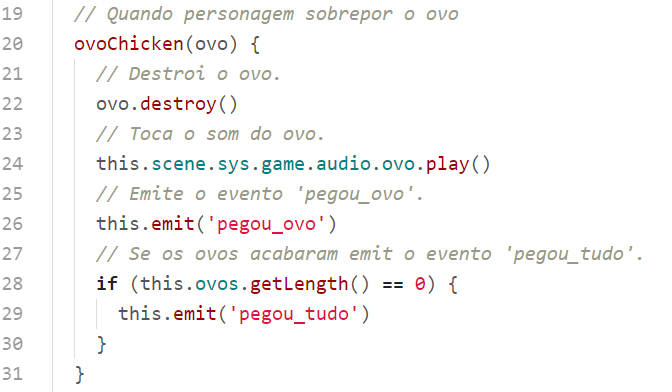 19 // Quando personagem sobrepor o ovo
20 ovoChicken(ovo) {
21 // Destroi o ovo.
22 ovo.destroy()
23 // Toca o som do ovo.
24 this.scene.sys.game.audio.ovo.play()
25 // Emite o evento 'pegou_ovo'.
26 this.emit('pegou_ovo')
27 // Se os ovos acabaram emit o evento 'pegou_tudo'.
28 if (this.ovos.getLength() == 0) {
29 this.emit('pegou_tudo')
30 }
31 }